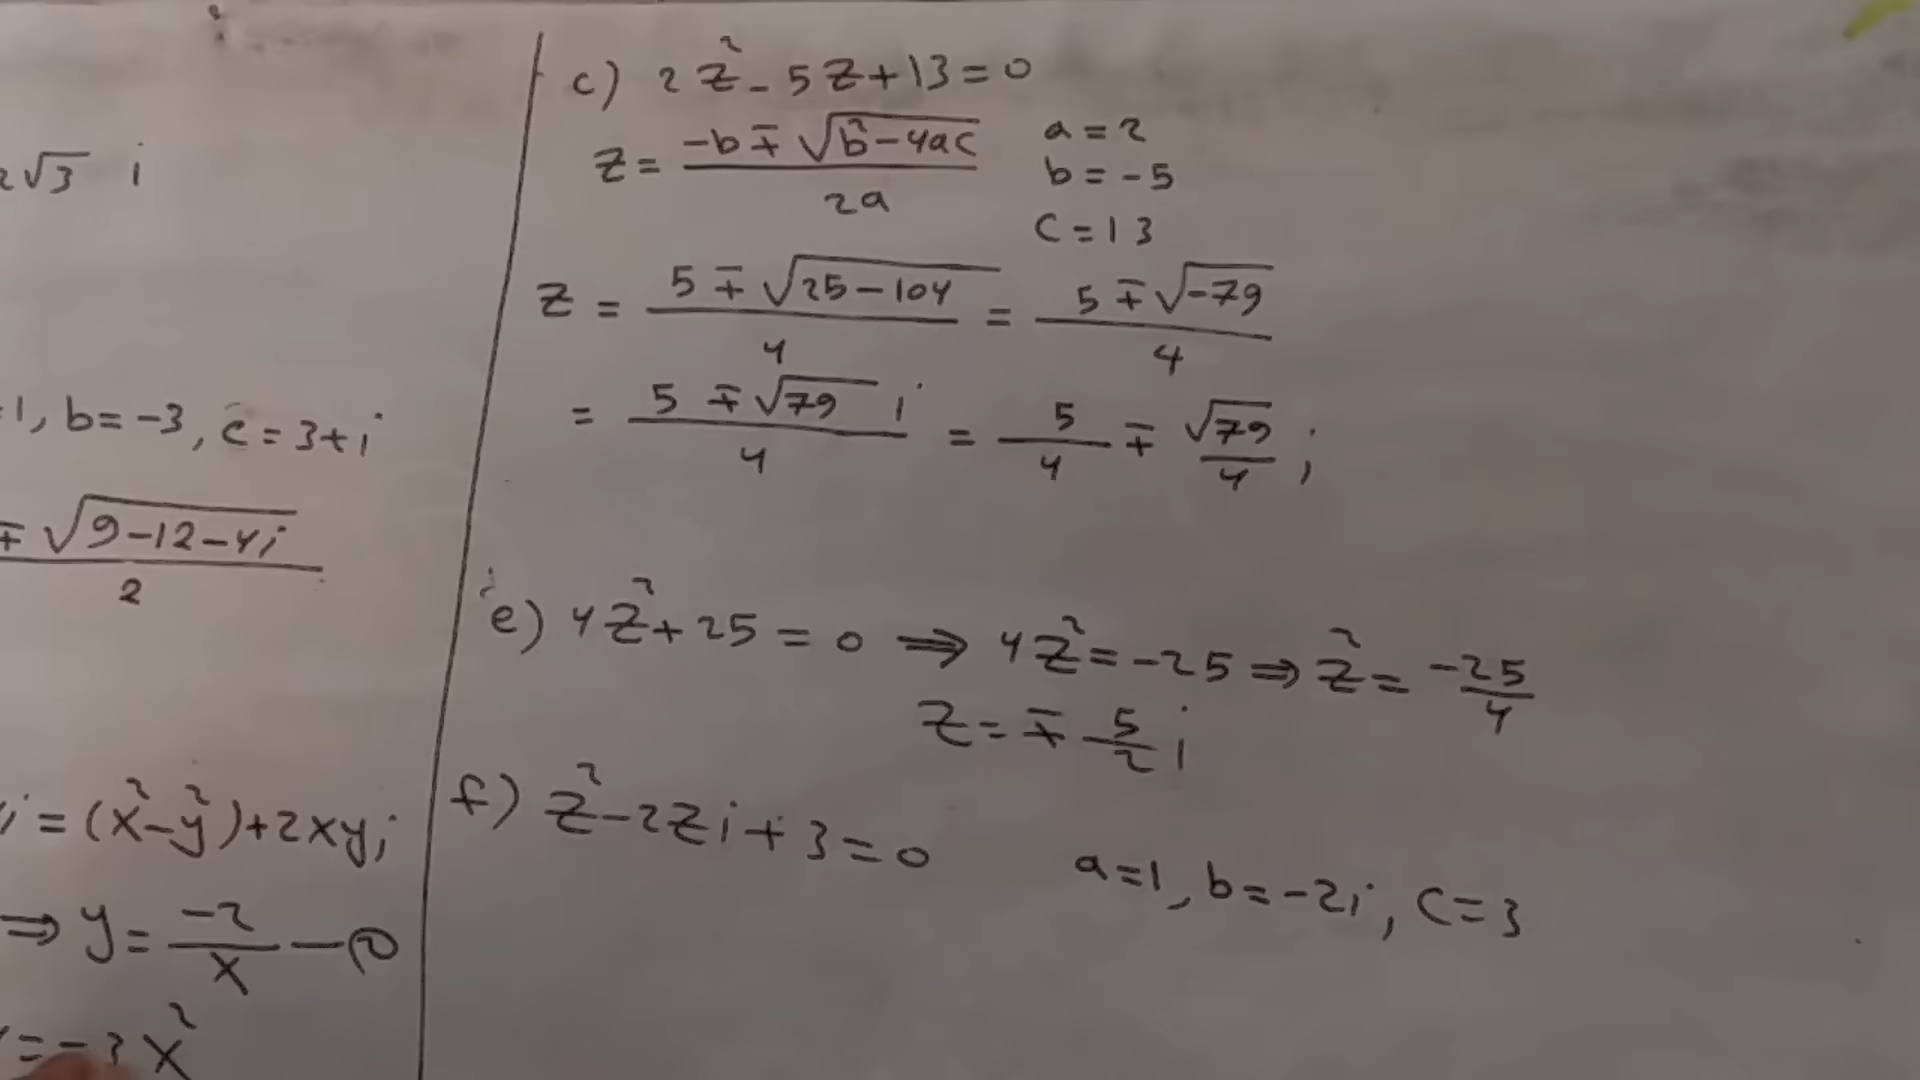 2√3 i
1, b = -3, c = 3 + i
∓ √(9 - 12 - 4i) / 2
i = (x² - y²) + 2xyi
⇒ y = -2/x — ②
= -3x²
c) 2z² - 5z + 13 = 0
z = (-b ∓ √(b² - 4ac)) / 2a
a = 2
b = -5
c = 13
z = (5 ∓ √(25 - 104)) / 4 = (5 ∓ √-79) / 4
= (5 ∓ √79 i) / 4 = 5/4 ∓ √79/4 i
e) 4z² + 25 = 0 ⇒ 4z² = -25 ⇒ z² = -25/4
z = ∓ 5/2 i
f) z² - 2zi + 3 = 0 a = 1, b = -2i, c = 3